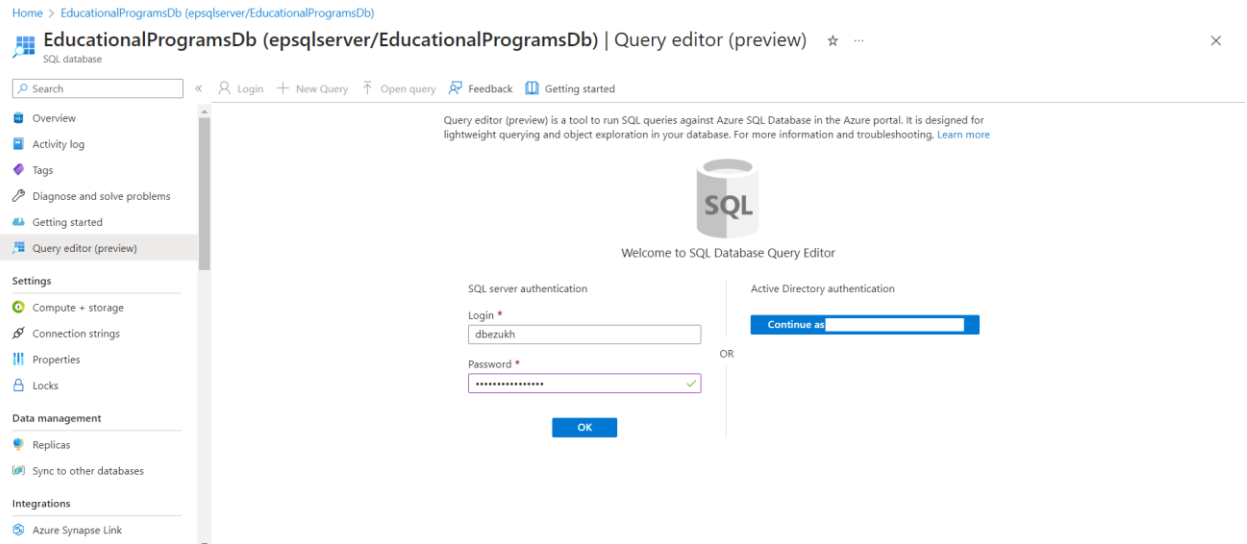 Home > EducationalProgramsDb (epsqlserver/EducationalProgramsDb)
EducationalProgramsDb (epsqlserver/EducationalProgramsDb) | Query editor (preview)
SQL database
Search
Login
New Query
Open query
Feedback
Getting started
Overview
Activity log
Tags
Diagnose and solve problems
Getting started
Query editor (preview)
Settings
Compute + storage
Connection strings
Properties
Locks
Data management
Replicas
Sync to other databases
Integrations
Azure Synapse Link
Query editor (preview) is a tool to run SQL queries against Azure SQL Database in the Azure portal. It is designed for
lightweight querying and object exploration in your database. For more information and troubleshooting, Learn more
SQL
Welcome to SQL Database Query Editor
SQL server authentication
Login *
dbezukh
Password *
••••••••••••••••
OK
OR
Active Directory authentication
Continue as